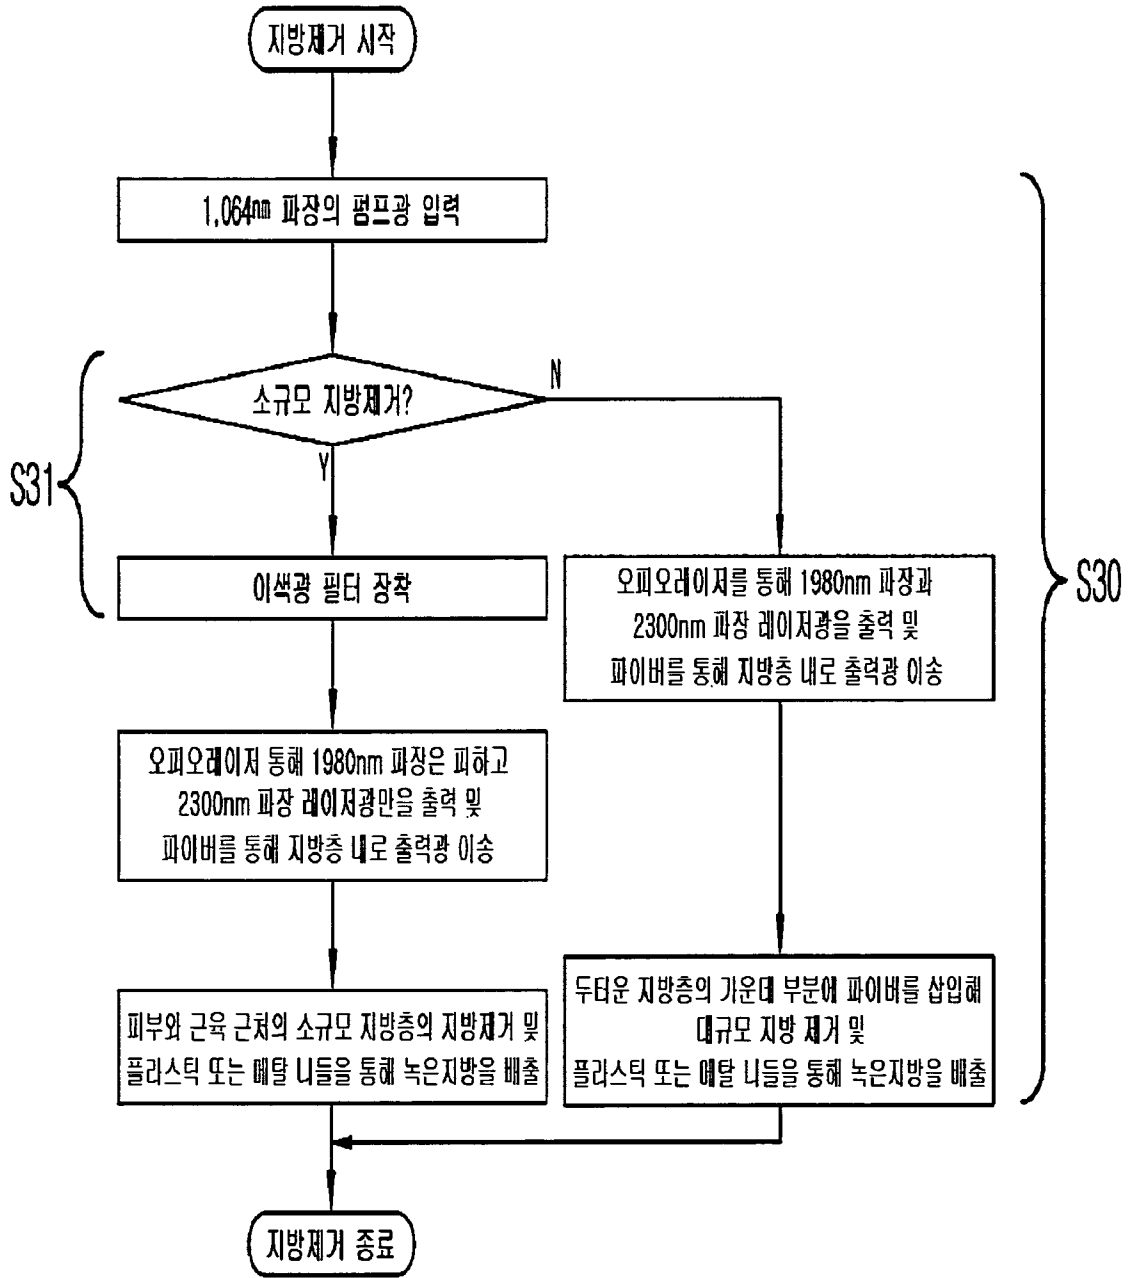 지방제거 시작
1,064nm 파장의 펌프광 입력
소규모 지방제거?
N
Y
S31
이색광 필터 장착
오피오레이저를 통해 1980nm 파장과
2300nm 파장 레이저광을 출력 및
파이버를 통해 지방층 내로 출력광 이송
S30
오피오레이저 통해 1980nm 파장은 피하고
2300nm 파장 레이저광만을 출력 및
파이버를 통해 지방층 내로 출력광 이송
피부와 근육 근처의 소규모 지방층의 지방제거 및
플라스틱 또는 메탈 니들을 통해 녹은지방을 배출
두터운 지방층의 가운데 부분에 파이버를 삽입해
대규모 지방 제거 및
플라스틱 또는 메탈 니들을 통해 녹은지방을 배출
지방제거 종료